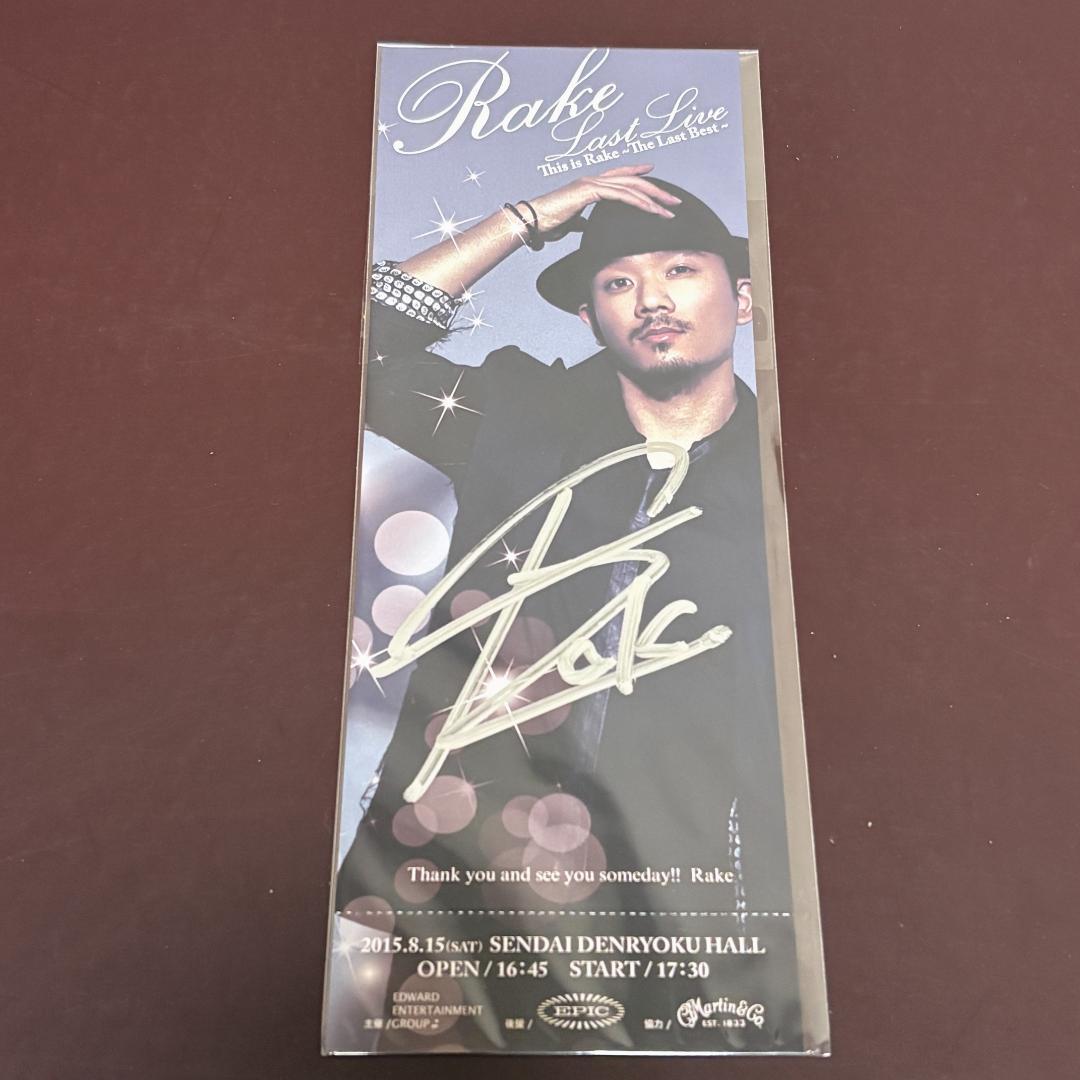 Rake
Last Live
This is Rake ~The Last Best~
Rake
Thank you and see you someday!! Rake
2015.8.15(SAT) SENDAI DENRYOKU HALL
OPEN / 16:45 START / 17:30
主催 / EDWARD ENTERTAINMENT GROUP
後援 / EPIC
協力 / C.F. Martin & Co.
EST. 1833